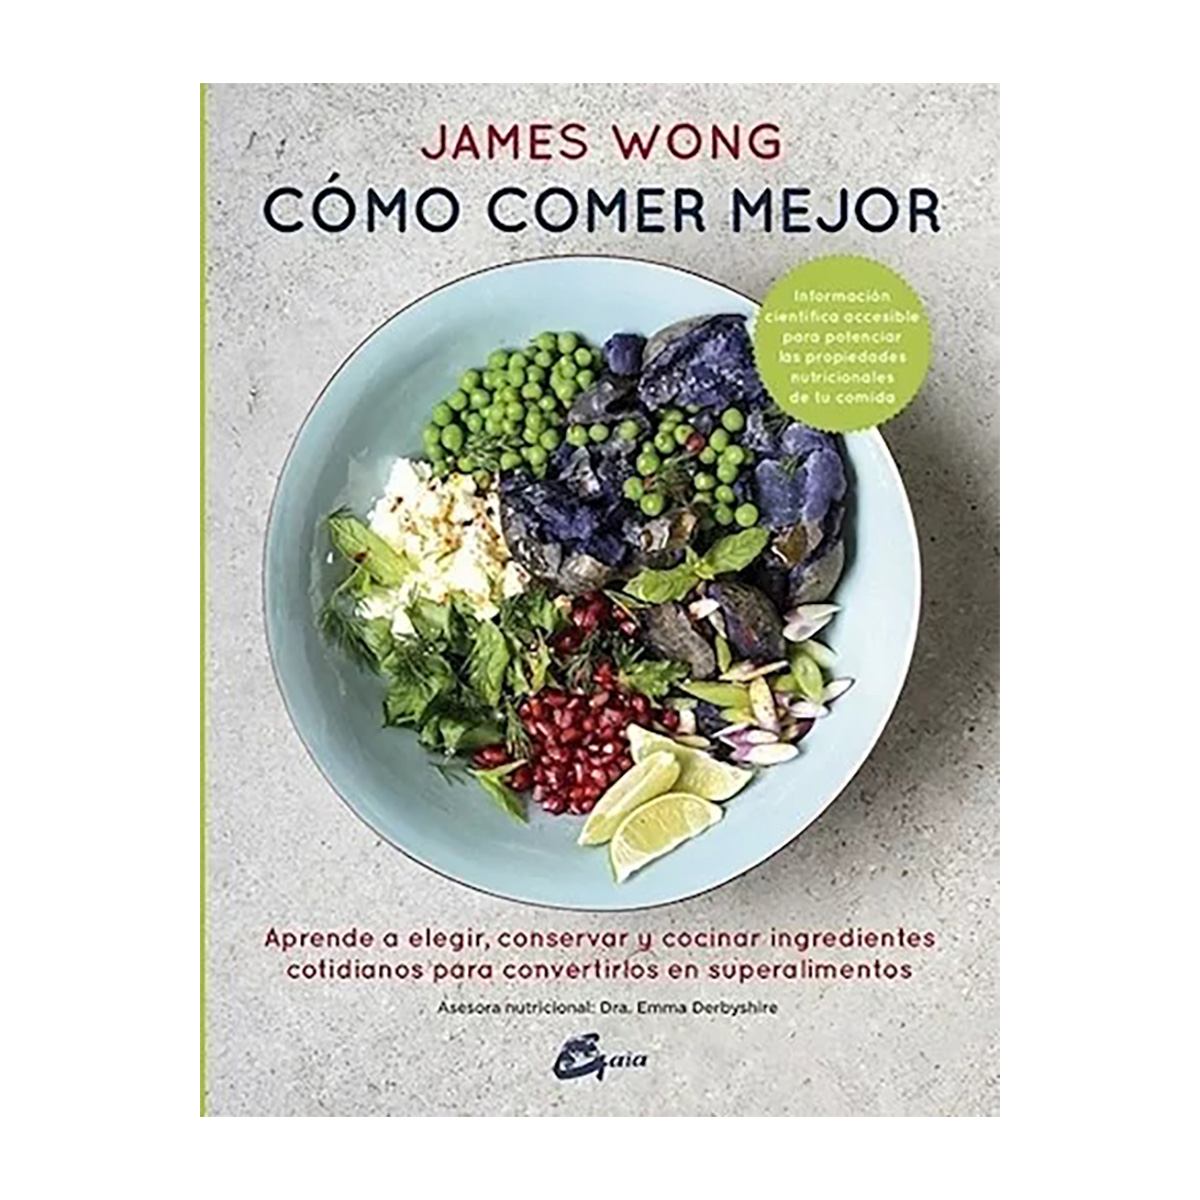 JAMES WONG
CÓMO COMER MEJOR
Información
científica accesible
para potenciar
las propiedades
nutricionales
de tu comida
Aprende a elegir, conservar y cocinar ingredientes
cotidianos para convertirlos en superalimentos
Asesora nutricional: Dra. Emma Derbyshire
Gaia